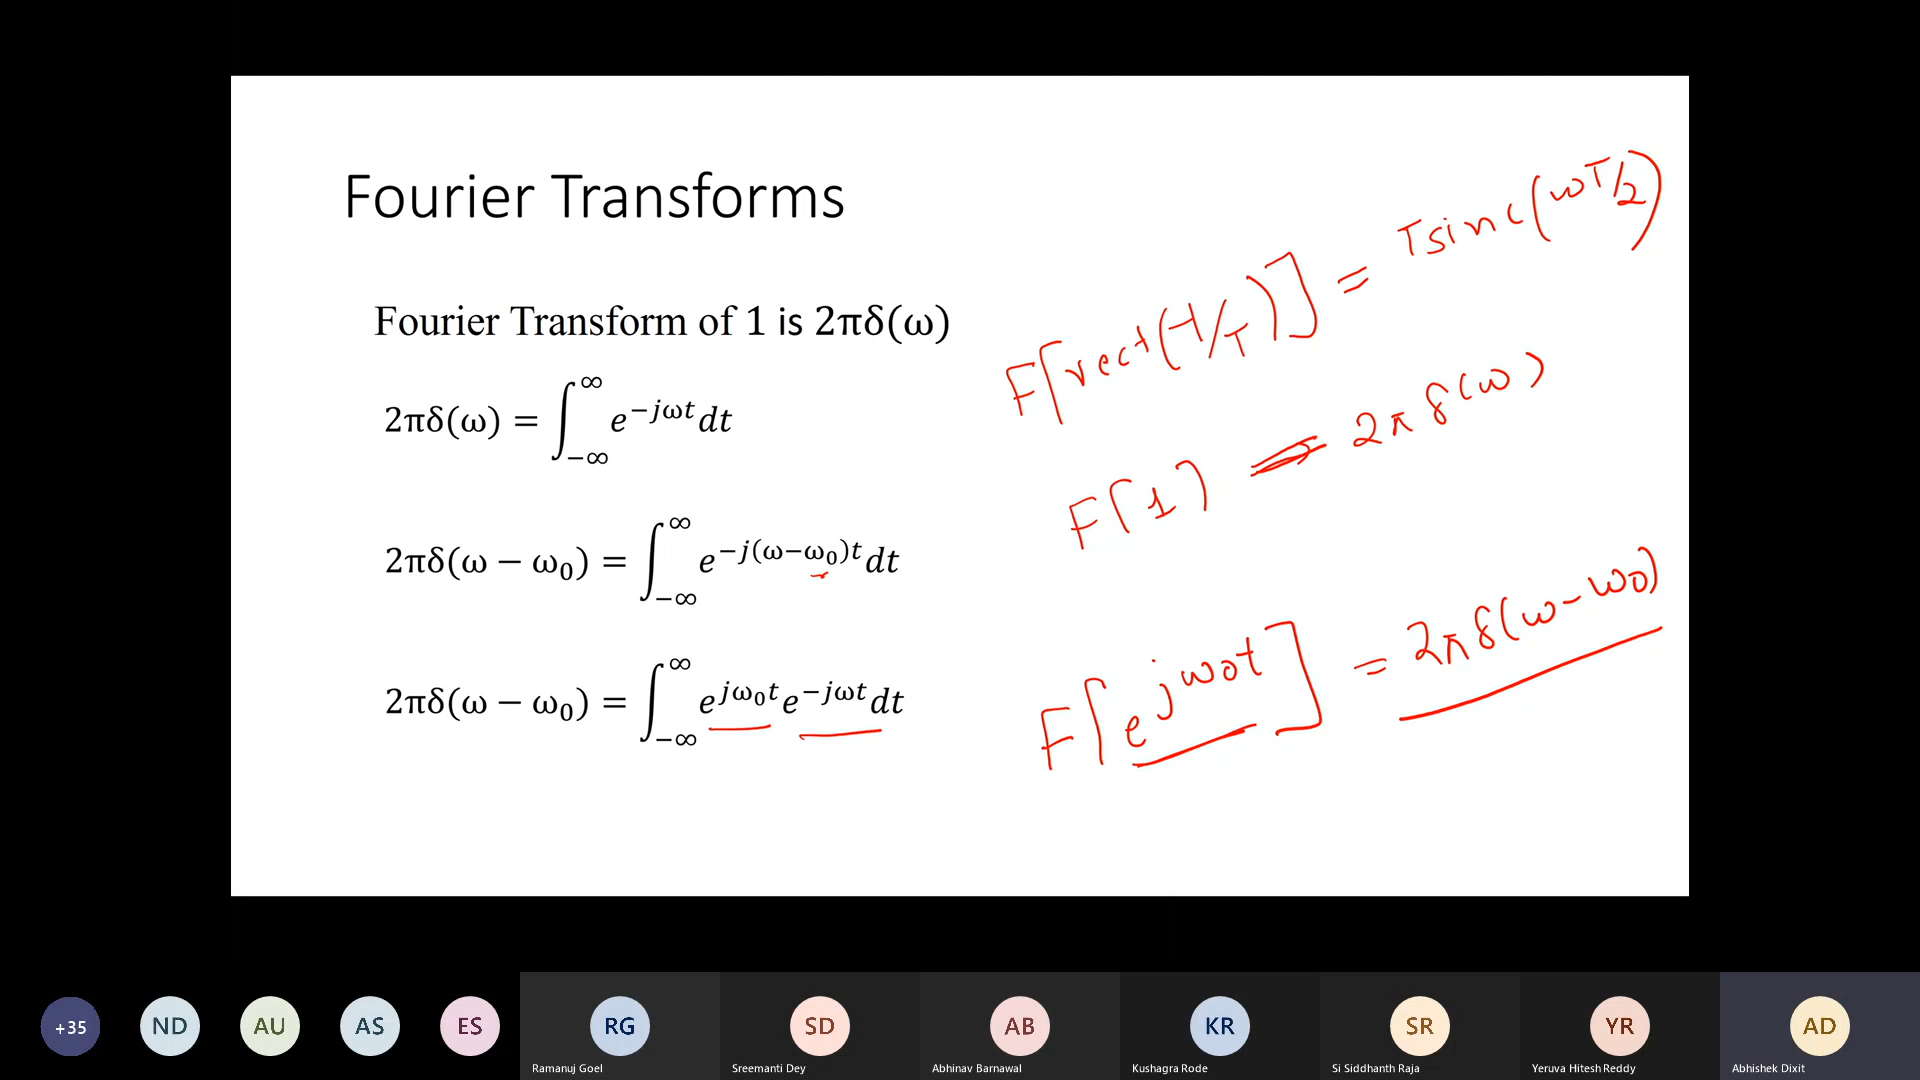 Fourier Transforms
Fourier Transform of 1 is 2πδ(ω)
2πδ(ω) = ∫_{−∞}^{∞} e^{−jωt} dt
2πδ(ω − ω₀) = ∫_{−∞}^{∞} e^{−j(ω−ω₀)t} dt
2πδ(ω − ω₀) = ∫_{−∞}^{∞} e^{jω₀t} e^{−jωt} dt
F[rect(t/T)] = T sinc(ωT/2)
F[1] = 2πδ(ω)
F[e^{jω0t}] = 2πδ(ω−ω0)
+35 ND AU AS ES RG SD AB KR SR YR AD
Ramanuj Goel Sreemanti Dey Abhinav Barnawal Kushagra Rode Si Siddhanth Raja Yeruva Hitesh Reddy Abhishek Dixit